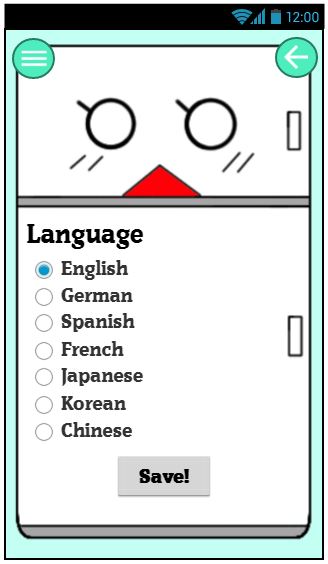 12:00
Language
English
German
Spanish
French
Japanese
Korean
Chinese
Save!